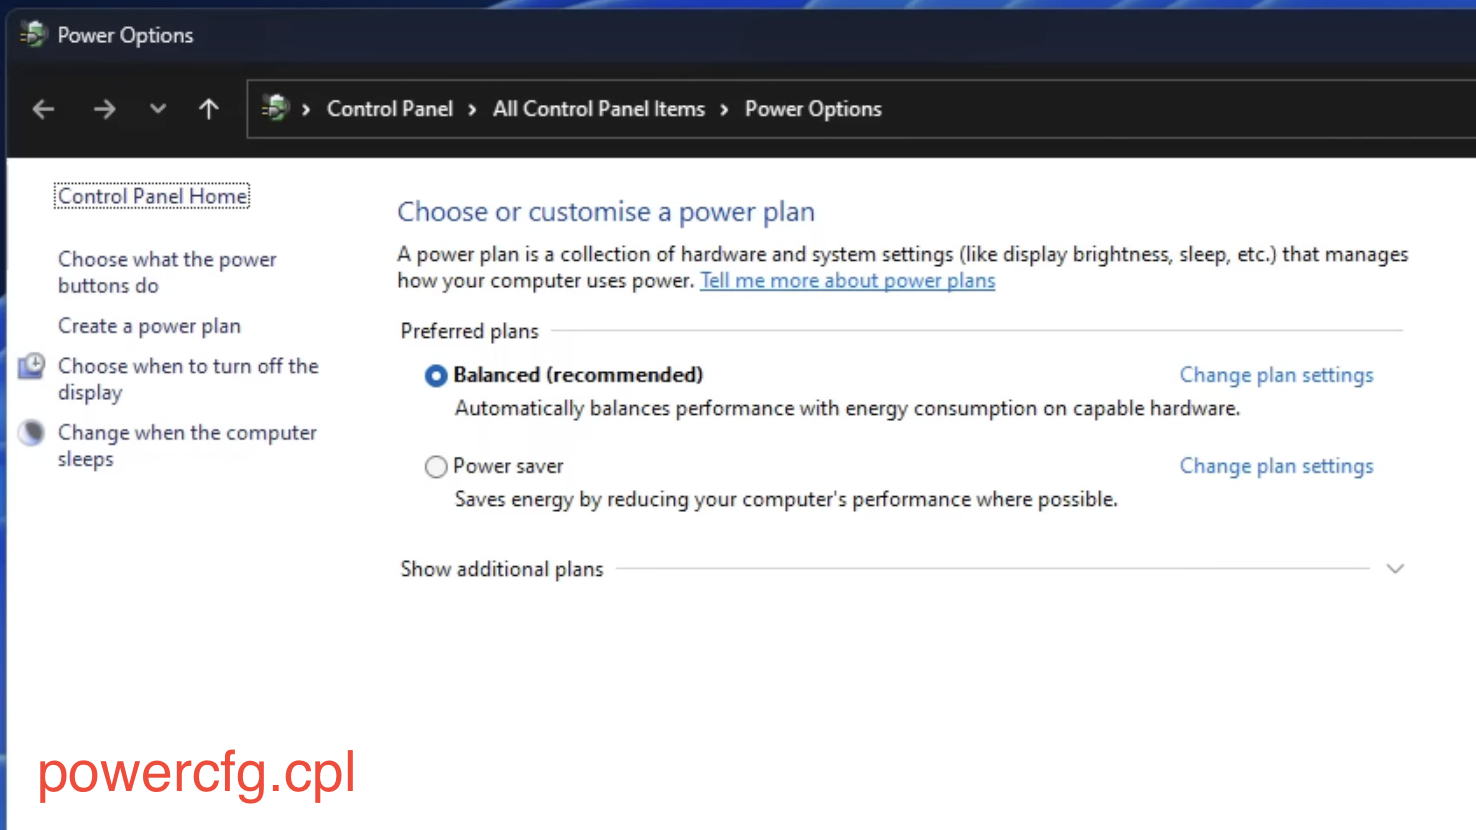 Power Options
Control Panel > All Control Panel Items > Power Options
Control Panel Home
Choose what the power
buttons do
Create a power plan
Choose when to turn off the
display
Change when the computer
sleeps
Choose or customise a power plan
A power plan is a collection of hardware and system settings (like display brightness, sleep, etc.) that manages
how your computer uses power. Tell me more about power plans
Preferred plans
Balanced (recommended) Change plan settings
Automatically balances performance with energy consumption on capable hardware.
Power saver Change plan settings
Saves energy by reducing your computer's performance where possible.
Show additional plans
powercfg.cpl